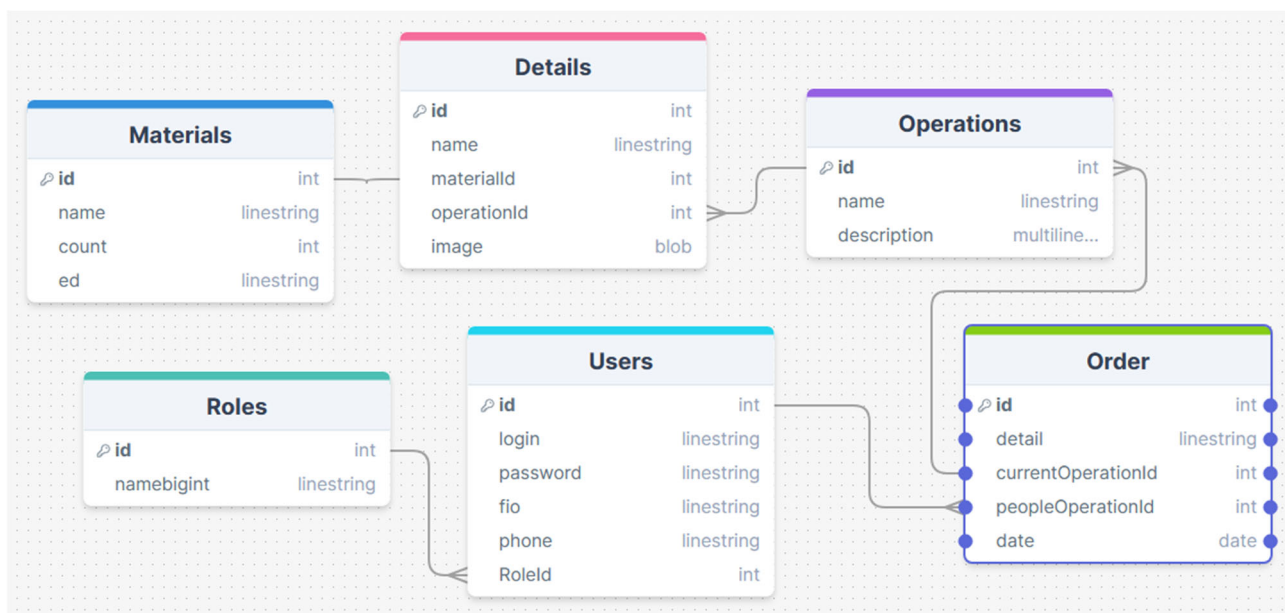 Materials
id int
name linestring
count int
ed linestring
Details
id int
name linestring
materialId int
operationId int
image blob
Operations
id int
name linestring
description multiline...
Roles
id int
namebigint linestring
Users
id int
login linestring
password linestring
fio linestring
phone linestring
RoleId int
Order
id int
detail linestring
currentOperationId int
peopleOperationId int
date date